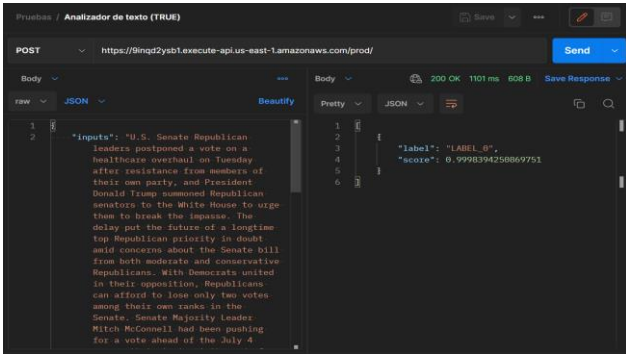 Pruebas / Analizador de texto (TRUE)
Save
POST
https://9inqd2ysb1.execute-api.us-east-1.amazonaws.com/prod/
Send
Body
raw
JSON
Beautify
1 {
2 "inputs": "U.S. Senate Republican
leaders postponed a vote on a
healthcare overhaul on Tuesday
after resistance from members of
their own party, and President
Donald Trump summoned Republican
senators to the White House to urge
them to break the impasse. The
delay put the future of a longtime
top Republican priority in doubt
amid concerns about the Senate bill
from both moderate and conservative
Republicans. With Democrats united
in their opposition, Republicans
can afford to lose only two votes
among their own ranks in the
Senate. Senate Majority Leader
Mitch McConnell had been pushing
for a vote ahead of the July 4
Body
200 OK 1101 ms 608 B Save Response
Pretty
JSON
1 [
2 {
3 "label": "LABEL_0",
4 "score": 0.9998394250869751
5 }
6 ]